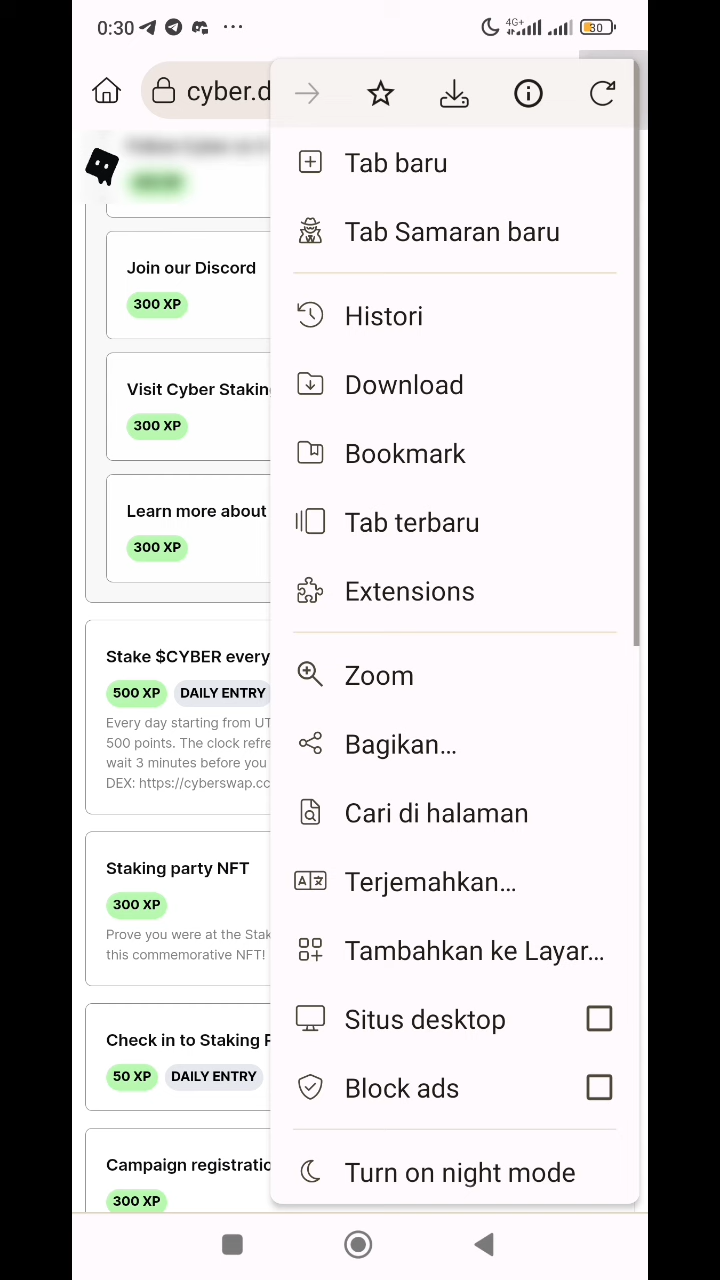 0:30
4G+
30
cyber.d
Tab baru
Tab Samaran baru
Histori
Download
Bookmark
Tab terbaru
Extensions
Zoom
Bagikan...
Cari di halaman
Terjemahkan...
Tambahkan ke Layar...
Situs desktop
Block ads
Turn on night mode
Join our Discord
300 XP
Visit Cyber Stakin
300 XP
Learn more about
300 XP
Stake $CYBER every
500 XP
DAILY ENTRY
Every day starting from UT
500 points. The clock refre
wait 3 minutes before you
DEX: https://cyberswap.cc
Staking party NFT
300 XP
Prove you were at the Stak
this commemorative NFT!
Check in to Staking P
50 XP
DAILY ENTRY
Campaign registratio
300 XP